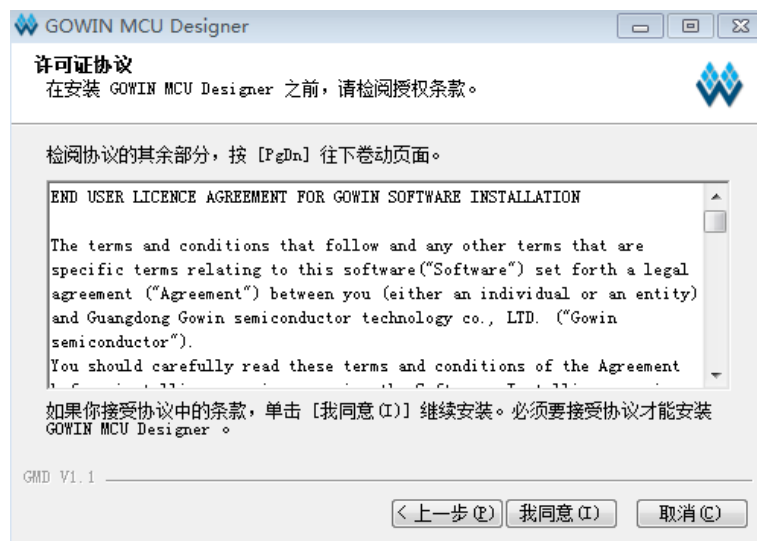 GOWIN MCU Designer
许可证协议
在安装 GOWIN MCU Designer 之前，请检阅授权条款。
检阅协议的其余部分，按 [PgDn] 往下卷动页面。
END USER LICENCE AGREEMENT FOR GOWIN SOFTWARE INSTALLATION
The terms and conditions that follow and any other terms that are
specific terms relating to this software("Software") set forth a legal
agreement ("Agreement") between you (either an individual or an entity)
and Guangdong Gowin semiconductor technology co., LTD. ("Gowin
semiconductor").
You should carefully read these terms and conditions of the Agreement
如果你接受协议中的条款，单击 [我同意(I)] 继续安装。必须要接受协议才能安装
GOWIN MCU Designer 。
GMD V1.1
< 上一步(P) 我同意(I) 取消(C)